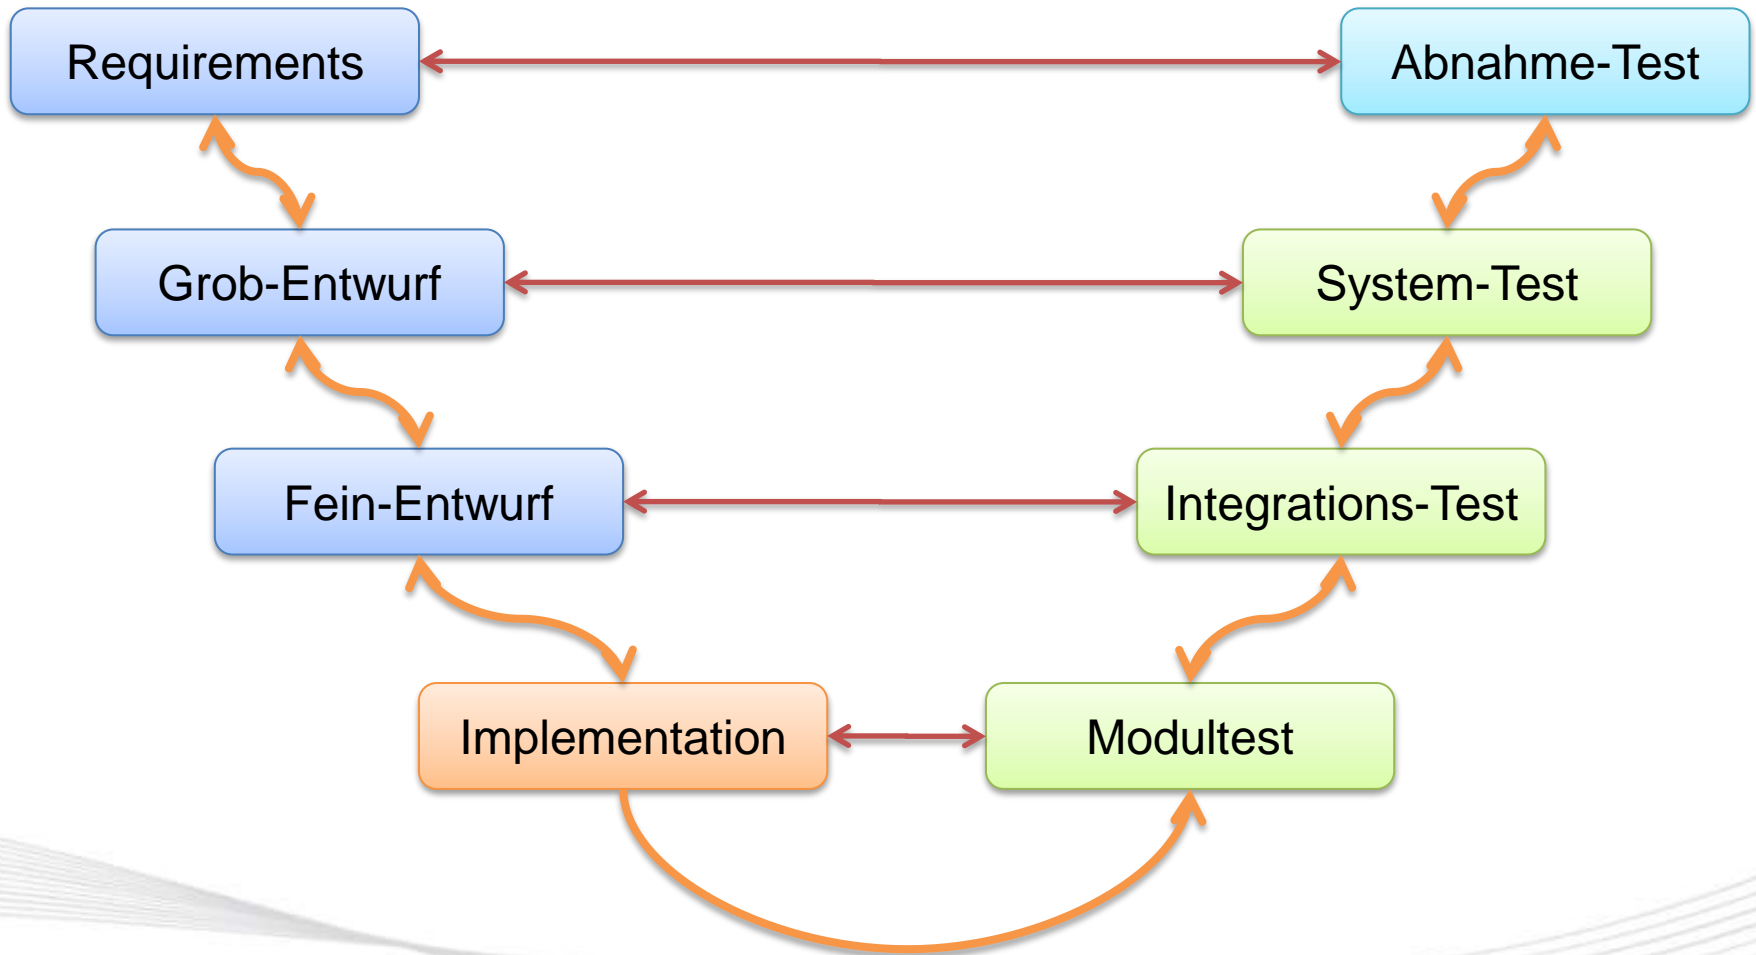 Requirements
Abnahme-Test
Grob-Entwurf
System-Test
Fein-Entwurf
Integrations-Test
Implementation
Modultest